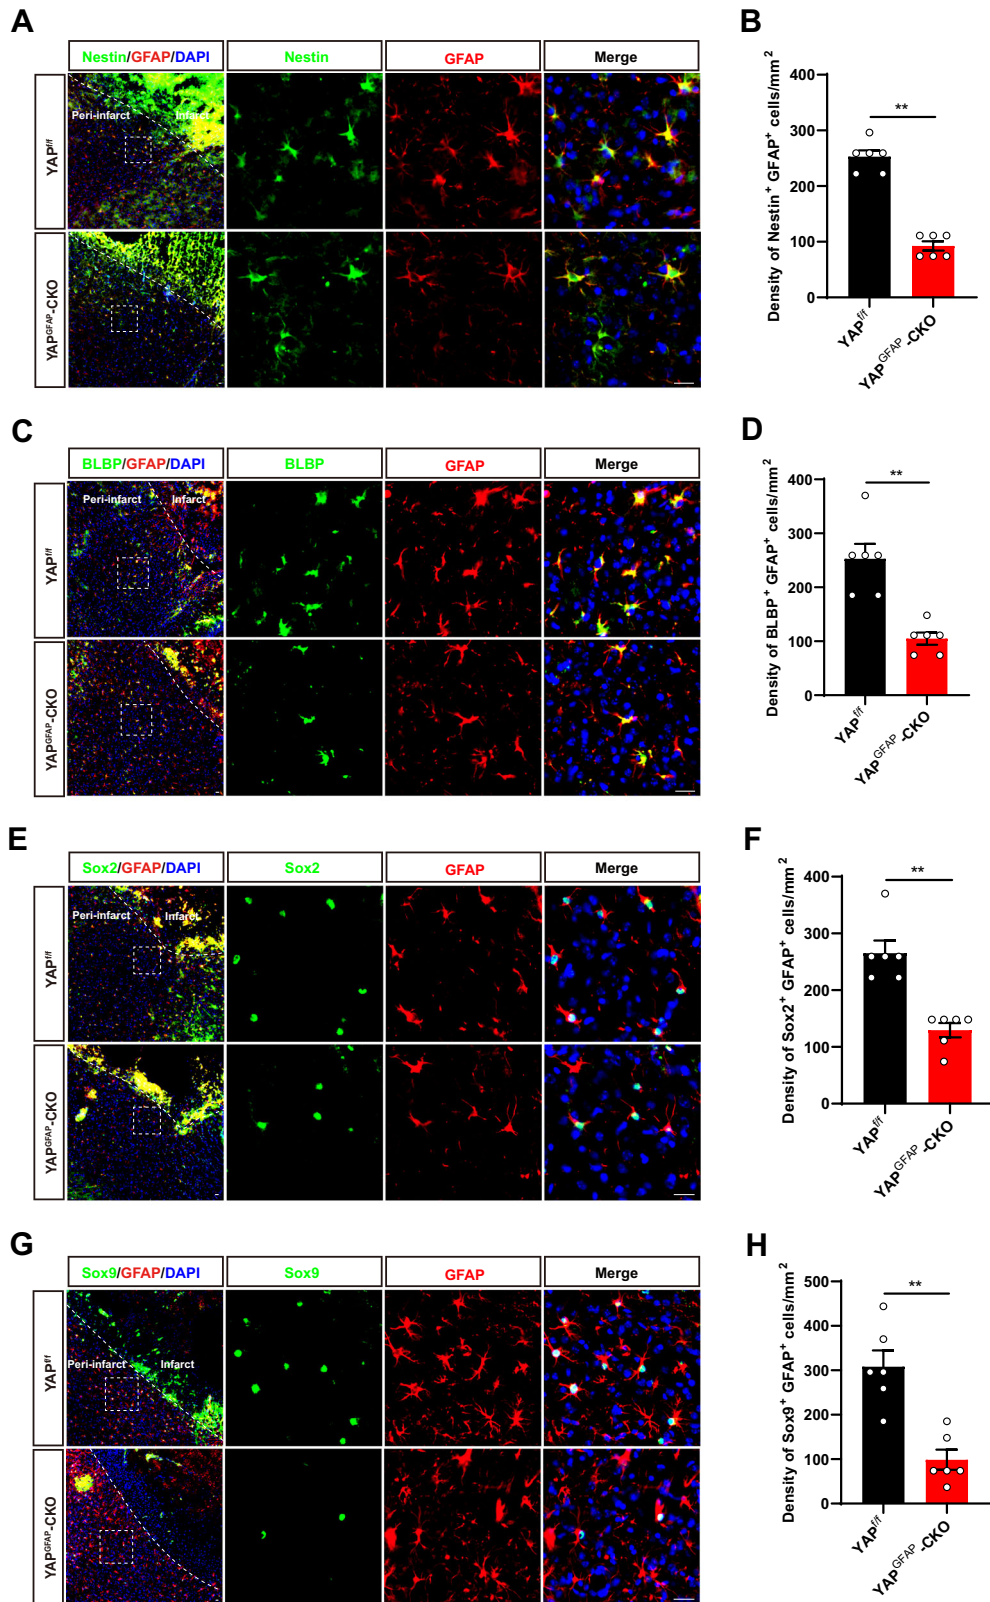 A
Nestin/GFAP/DAPI Nestin GFAP Merge
Peri-infarct Infarct
YAPf/f
YAPGFAP-CKO
B
Density of Nestin+ GFAP+ cells/mm2
400
300
200
100
0
**
YAPf/f
YAPGFAP-CKO
C
BLBP/GFAP/DAPI BLBP GFAP Merge
Peri-infarct Infarct
YAPf/f
YAPGFAP-CKO
D
Density of BLBP+ GFAP+ cells/mm2
400
300
200
100
0
**
YAPf/f
YAPGFAP-CKO
E
Sox2/GFAP/DAPI Sox2 GFAP Merge
Peri-infarct Infarct
YAPf/f
YAPGFAP-CKO
F
Density of Sox2+ GFAP+ cells/mm2
400
300
200
100
0
**
YAPf/f
YAPGFAP-CKO
G
Sox9/GFAP/DAPI Sox9 GFAP Merge
Peri-infarct Infarct
YAPf/f
YAPGFAP-CKO
H
Density of Sox9+ GFAP+ cells/mm2
500
400
300
200
100
0
**
YAPf/f
YAPGFAP-CKO